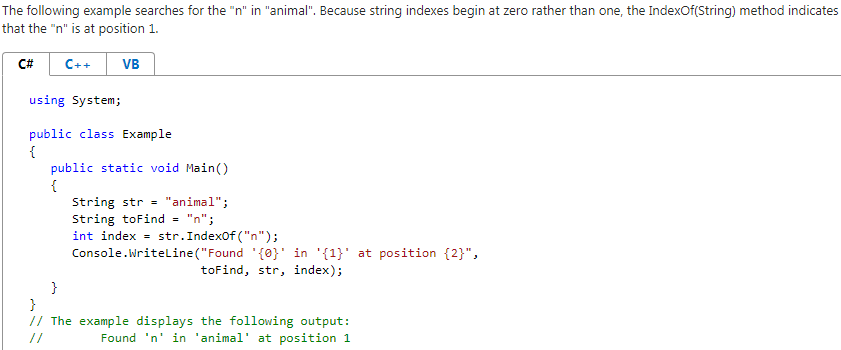 The following example searches for the "n" in "animal". Because string indexes begin at zero rather than one, the IndexOf(String) method indicates
that the "n" is at position 1.
C# C++ VB
using System;
public class Example
{
public static void Main()
{
String str = "animal";
String toFind = "n";
int index = str.IndexOf("n");
Console.WriteLine("Found '{0}' in '{1}' at position {2}",
toFind, str, index);
}
}
// The example displays the following output:
// Found 'n' in 'animal' at position 1